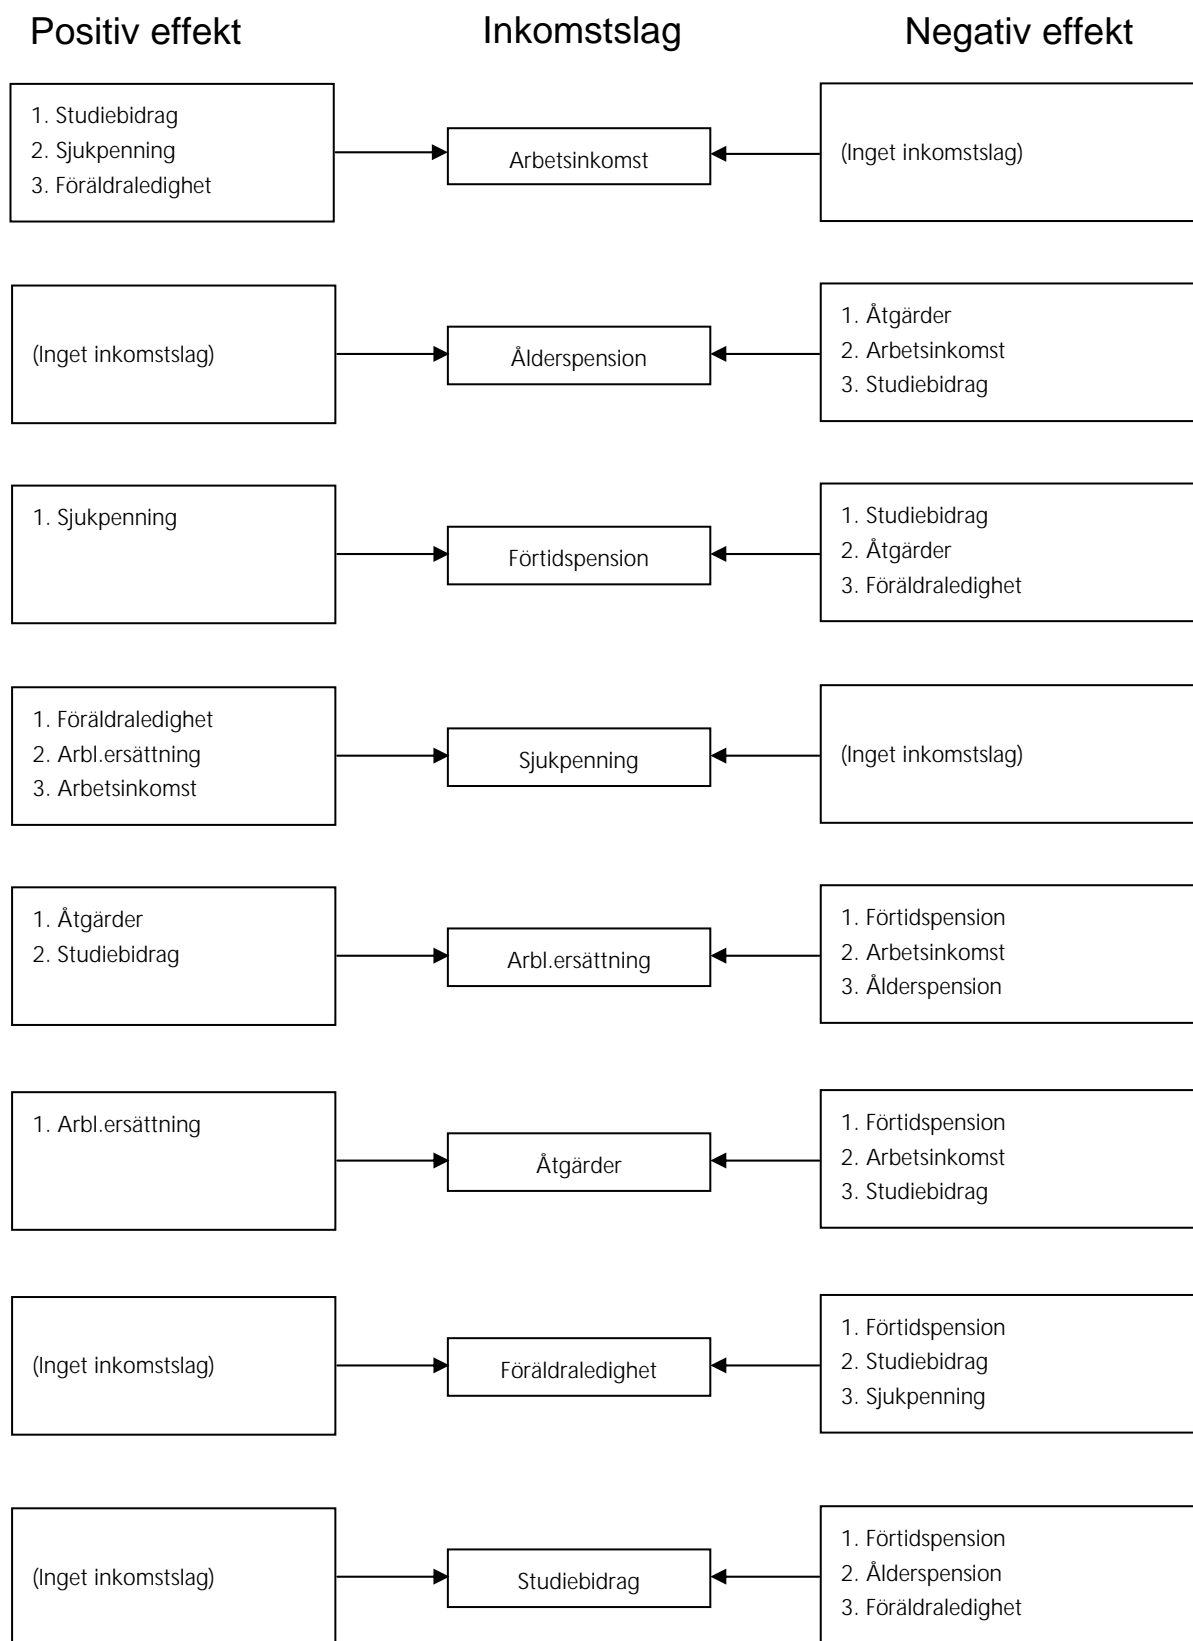 Positiv effekt
Inkomstslag
Negativ effekt
1. Studiebidrag
2. Sjukpenning
3. Föräldraledighet
Arbetsinkomst
(Inget inkomstslag)
(Inget inkomstslag)
Ålderspension
1. Åtgärder
2. Arbetsinkomst
3. Studiebidrag
1. Sjukpenning
Förtidspension
1. Studiebidrag
2. Åtgärder
3. Föräldraledighet
1. Föräldraledighet
2. Arbl.ersättning
3. Arbetsinkomst
Sjukpenning
(Inget inkomstslag)
1. Åtgärder
2. Studiebidrag
Arbl.ersättning
1. Förtidspension
2. Arbetsinkomst
3. Ålderspension
1. Arbl.ersättning
Åtgärder
1. Förtidspension
2. Arbetsinkomst
3. Studiebidrag
(Inget inkomstslag)
Föräldraledighet
1. Förtidspension
2. Studiebidrag
3. Sjukpenning
(Inget inkomstslag)
Studiebidrag
1. Förtidspension
2. Ålderspension
3. Föräldraledighet